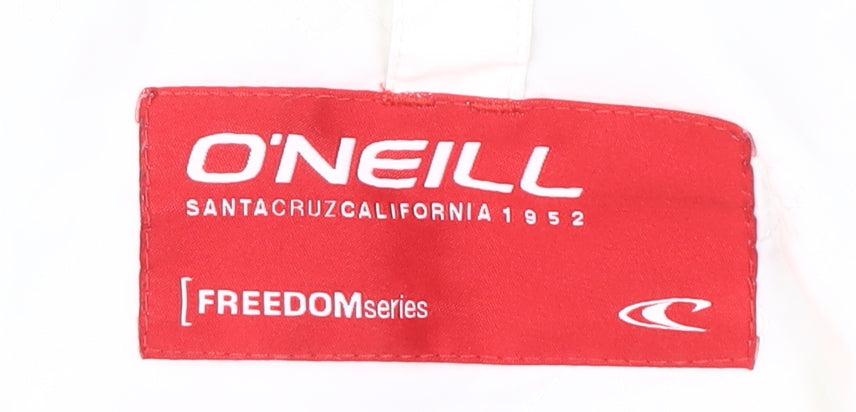 O'NEILL
SANTACRUZCALIFORNIA 1952
[FREEDOMseries